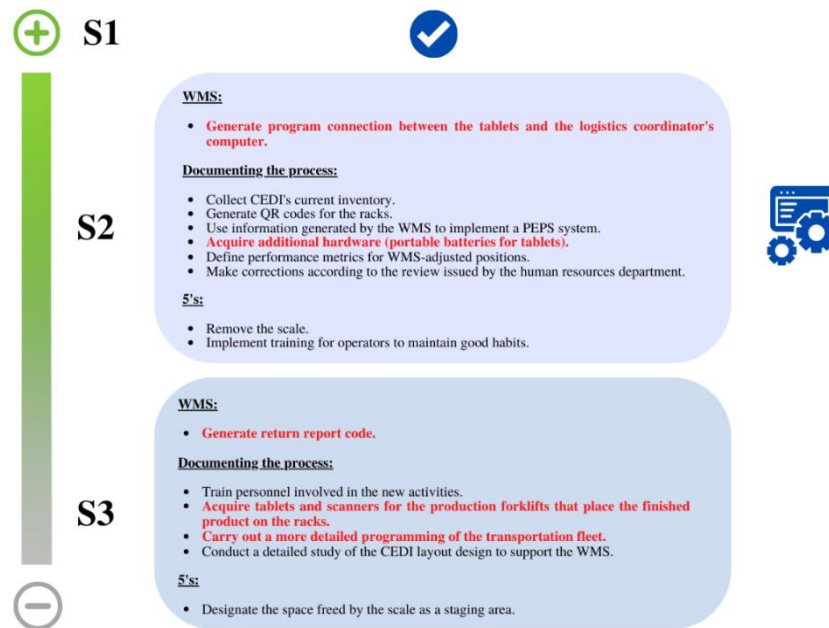 S1
WMS:
• Generate program connection between the tablets and the logistics coordinator's
computer.
Documenting the process:
• Collect CEDI's current inventory.
• Generate QR codes for the racks.
• Use information generated by the WMS to implement a PEPS system.
• Acquire additional hardware (portable batteries for tablets).
• Define performance metrics for WMS-adjusted positions.
• Make corrections according to the review issued by the human resources department.
5's:
• Remove the scale.
• Implement training for operators to maintain good habits.
S2
WMS:
• Generate return report code.
Documenting the process:
• Train personnel involved in the new activities.
• Acquire tablets and scanners for the production forklifts that place the finished
product on the racks.
• Carry out a more detailed programming of the transportation fleet.
• Conduct a detailed study of the CEDI layout design to support the WMS.
5's:
• Designate the space freed by the scale as a staging area.
S3